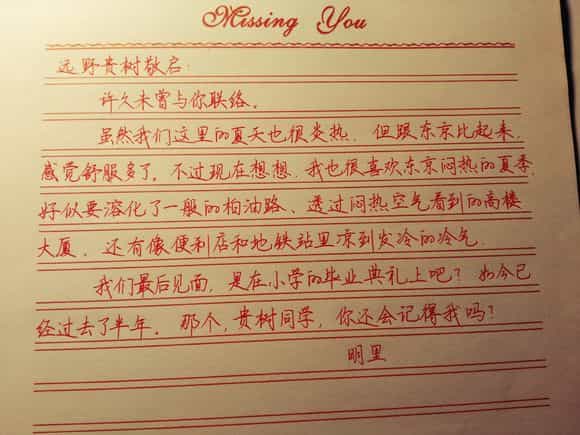 Missing You
远野贵树敬启:
许久未曾与你联络。
虽然我们这里的夏天也很炎热,但跟东京比起来,
感觉舒服多了。不过现在想想,我也很喜欢东京闷热的夏季,
好似要溶化了一般的柏油路、透过闷热空气看到的高楼
大厦、还有像便利店和地铁站里凉到发冷的冷气.
我们最后见面,是在小学的毕业典礼上吧?如今已
经过去了半年。那个,贵树同学,你还会记得我吗?
明里